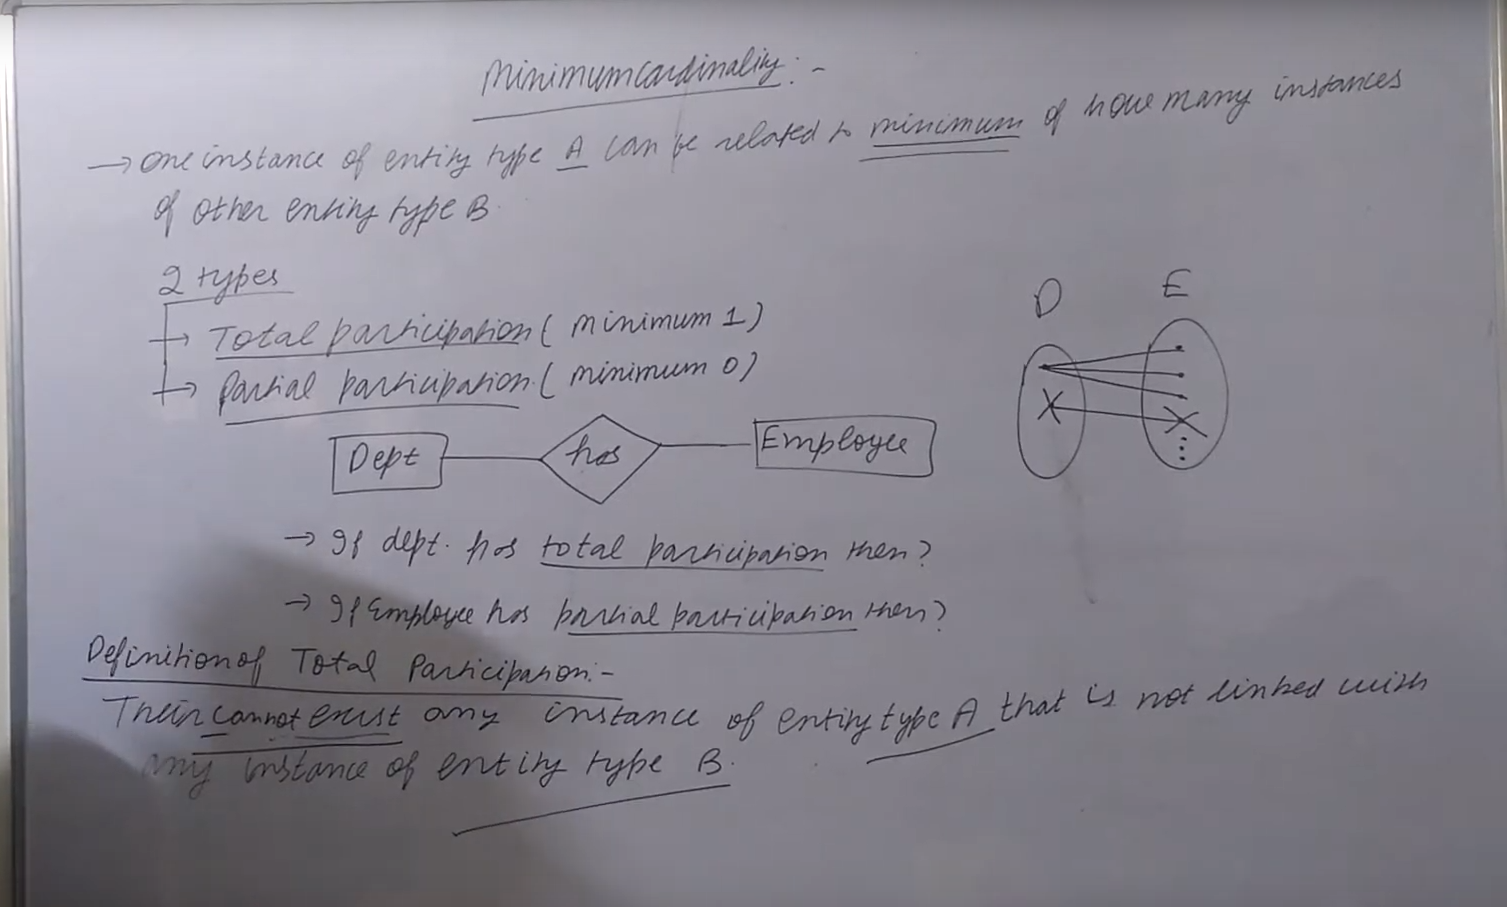 Minimum cardinality :-
→ one instance of entity type A can be related to minimum of how many instances
of other entity type B
2 types
→ Total participation ( minimum 1 )
→ Partial participation ( minimum 0 )
D E
Dept has Employee
→ If dept. has total participation then?
→ If Employee has partial participation then?
Definition of Total Participation :-
Their cannot exist any instance of entity type A that is not linked with
any instance of entity type B.